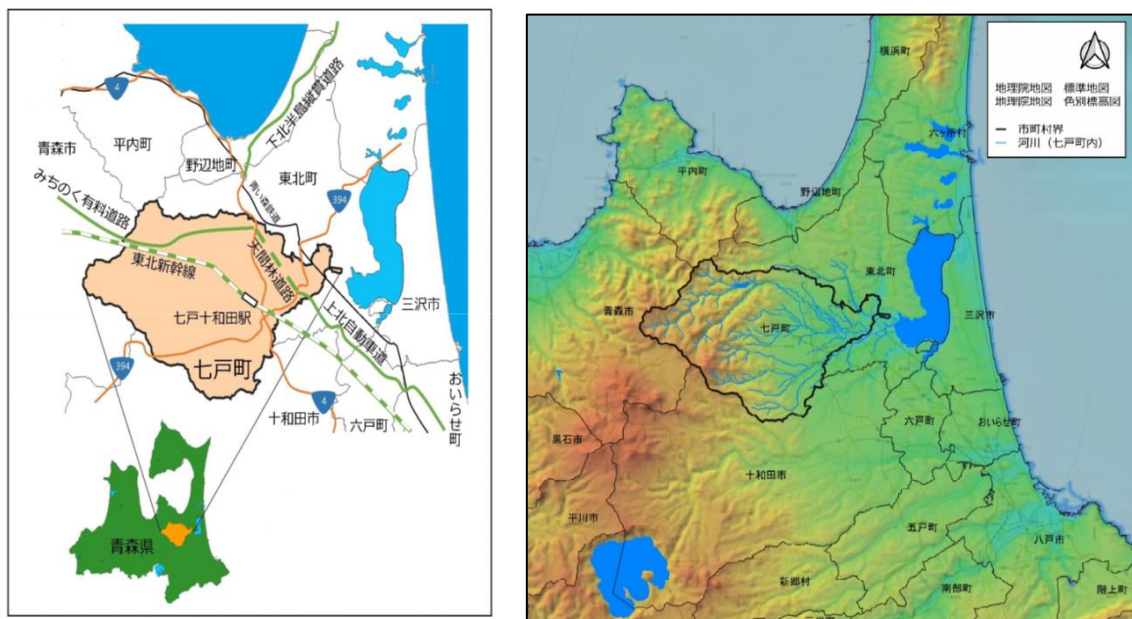 4
下北半島縦貫道路
平内町
青森市
野辺地町
東北町
みちのく有料道路
青い森鉄道
394
東北新幹線
天間林道路
三沢市
七戸十和田駅
上北自動車道
七戸町
394
4
十和田市
六戸町
おいらせ町
青森県
横浜町
地理院地図 標準地図
地理院地図 色別標高図
市町村界
河川(七戸町内)
六ヶ所村
平内町
野辺地町
東北町
青森市
七戸町
三沢市
六戸町
おいらせ町
黒石市
十和田市
平川市
五戸町
八戸市
新郷村
南部町
階上町